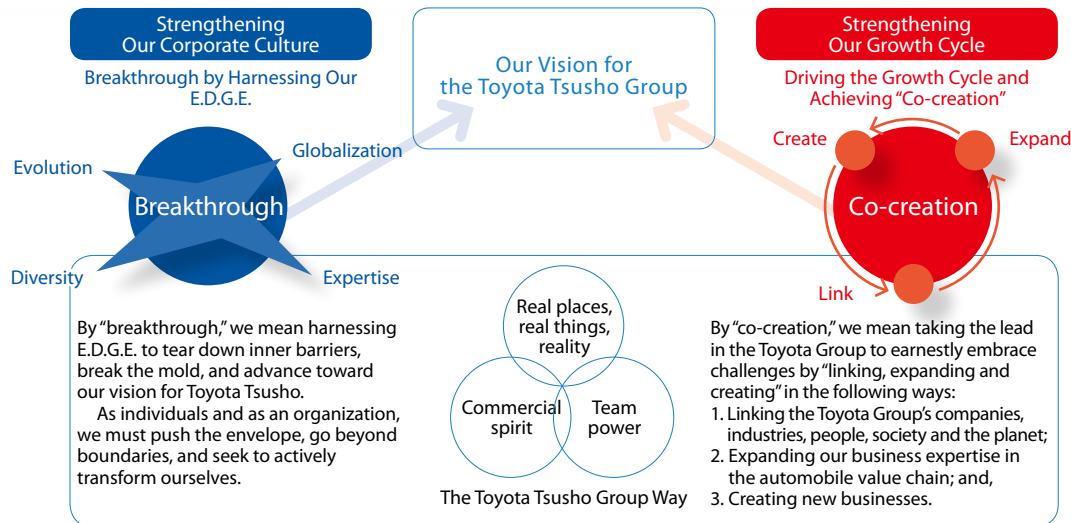 Strengthening
Our Corporate Culture
Breakthrough by Harnessing Our
E.D.G.E.
Evolution
Globalization
Breakthrough
Diversity
Expertise
Our Vision for
the Toyota Tsusho Group
Strengthening
Our Growth Cycle
Driving the Growth Cycle and
Achieving “Co-creation”
Create
Expand
Co-creation
Link
By “breakthrough,” we mean harnessing
E.D.G.E. to tear down inner barriers,
break the mold, and advance toward
our vision for Toyota Tsusho.
As individuals and as an organization,
we must push the envelope, go beyond
boundaries, and seek to actively
transform ourselves.
Real places,
real things,
reality
Commercial
spirit
Team
power
The Toyota Tsusho Group Way
By “co-creation,” we mean taking the lead
in the Toyota Group to earnestly embrace
challenges by “linking, expanding and
creating” in the following ways:
1. Linking the Toyota Group’s companies,
industries, people, society and the planet;
2. Expanding our business expertise in
the automobile value chain; and,
3. Creating new businesses.